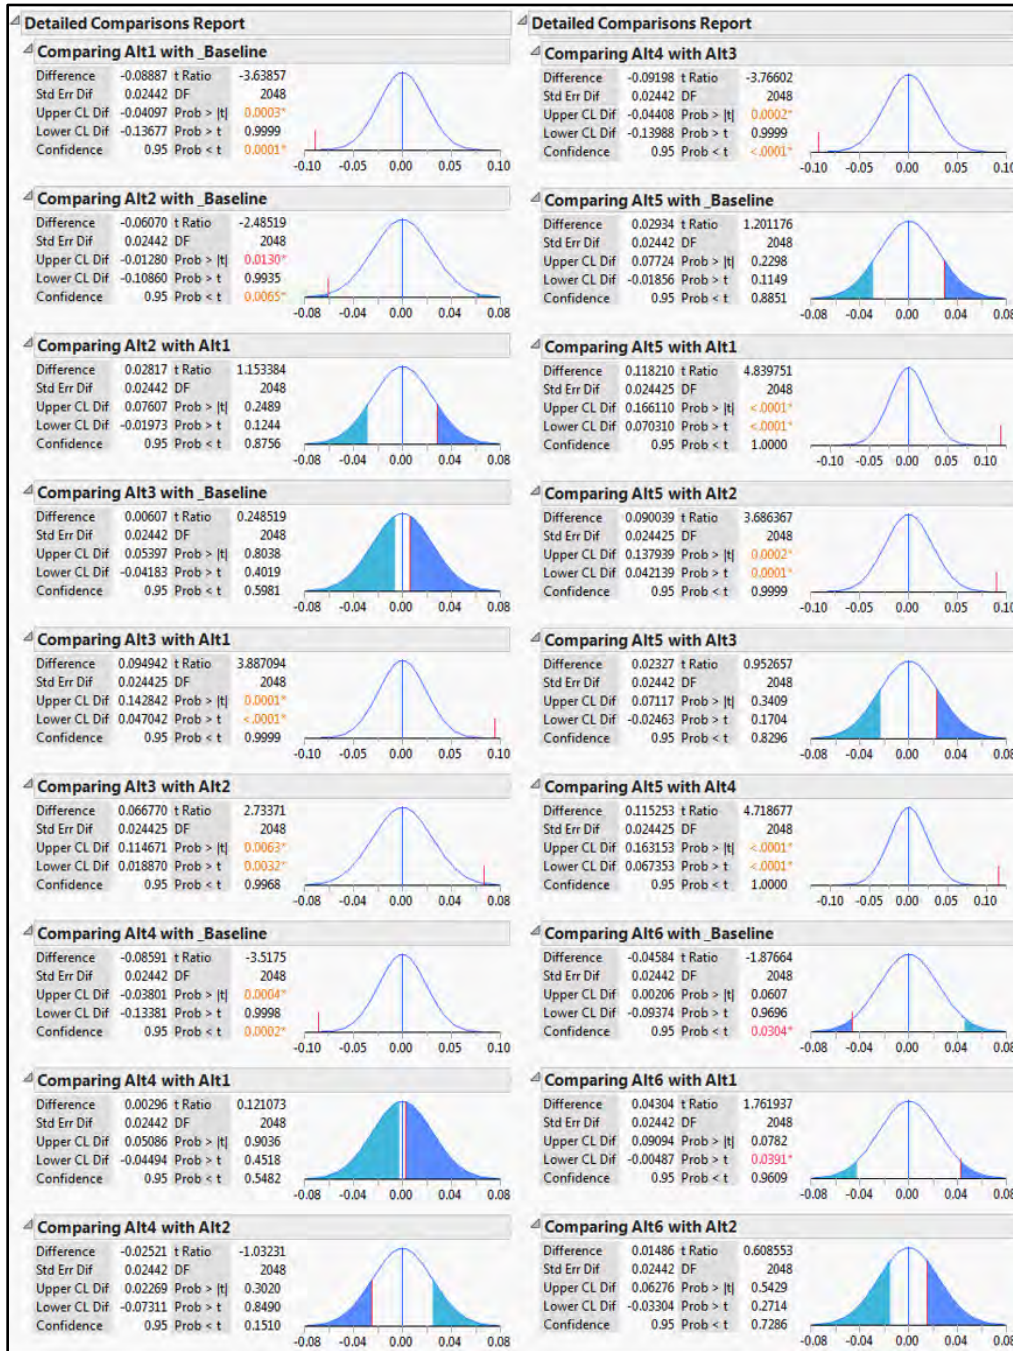 Detailed Comparisons Report
Comparing Alt1 with _Baseline
Difference -0.08887 t Ratio -3.63857
Std Err Dif 0.02442 DF 2048
Upper CL Dif -0.04097 Prob > |t| 0.0003*
Lower CL Dif -0.13677 Prob > t 0.9999
Confidence 0.95 Prob < t 0.0001*
-0.10 -0.05 0.00 0.05 0.10
Comparing Alt2 with _Baseline
Difference -0.06070 t Ratio -2.48519
Std Err Dif 0.02442 DF 2048
Upper CL Dif -0.01280 Prob > |t| 0.0130*
Lower CL Dif -0.10860 Prob > t 0.9935
Confidence 0.95 Prob < t 0.0065*
-0.08 -0.04 0.00 0.04 0.08
Comparing Alt2 with Alt1
Difference 0.02817 t Ratio 1.153384
Std Err Dif 0.02442 DF 2048
Upper CL Dif 0.07607 Prob > |t| 0.2489
Lower CL Dif -0.01973 Prob > t 0.1244
Confidence 0.95 Prob < t 0.8756
-0.08 -0.04 0.00 0.04 0.08
Comparing Alt3 with _Baseline
Difference 0.00607 t Ratio 0.248519
Std Err Dif 0.02442 DF 2048
Upper CL Dif 0.05397 Prob > |t| 0.8038
Lower CL Dif -0.04183 Prob > t 0.4019
Confidence 0.95 Prob < t 0.5981
-0.08 -0.04 0.00 0.04 0.08
Comparing Alt3 with Alt1
Difference 0.094942 t Ratio 3.887094
Std Err Dif 0.024425 DF 2048
Upper CL Dif 0.142842 Prob > |t| 0.0001*
Lower CL Dif 0.047042 Prob > t <.0001*
Confidence 0.95 Prob < t 0.9999
-0.10 -0.05 0.00 0.05 0.10
Comparing Alt3 with Alt2
Difference 0.066770 t Ratio 2.73371
Std Err Dif 0.024425 DF 2048
Upper CL Dif 0.114671 Prob > |t| 0.0063*
Lower CL Dif 0.018870 Prob > t 0.0032*
Confidence 0.95 Prob < t 0.9968
-0.08 -0.04 0.00 0.04 0.08
Comparing Alt4 with _Baseline
Difference -0.08591 t Ratio -3.5175
Std Err Dif 0.02442 DF 2048
Upper CL Dif -0.03801 Prob > |t| 0.0004*
Lower CL Dif -0.13381 Prob > t 0.9998
Confidence 0.95 Prob < t 0.0002*
-0.10 -0.05 0.00 0.05 0.10
Comparing Alt4 with Alt1
Difference 0.00296 t Ratio 0.121073
Std Err Dif 0.02442 DF 2048
Upper CL Dif 0.05086 Prob > |t| 0.9036
Lower CL Dif -0.04494 Prob > t 0.4518
Confidence 0.95 Prob < t 0.5482
-0.08 -0.04 0.00 0.04 0.08
Comparing Alt4 with Alt2
Difference -0.02521 t Ratio -1.03231
Std Err Dif 0.02442 DF 2048
Upper CL Dif 0.02269 Prob > |t| 0.3020
Lower CL Dif -0.07311 Prob > t 0.8490
Confidence 0.95 Prob < t 0.1510
-0.08 -0.04 0.00 0.04 0.08
Detailed Comparisons Report
Comparing Alt4 with Alt3
Difference -0.09198 t Ratio -3.76602
Std Err Dif 0.02442 DF 2048
Upper CL Dif -0.04408 Prob > |t| 0.0002*
Lower CL Dif -0.13988 Prob > t 0.9999
Confidence 0.95 Prob < t <.0001*
-0.10 -0.05 0.00 0.05 0.10
Comparing Alt5 with _Baseline
Difference 0.02934 t Ratio 1.201176
Std Err Dif 0.02442 DF 2048
Upper CL Dif 0.07724 Prob > |t| 0.2298
Lower CL Dif -0.01856 Prob > t 0.1149
Confidence 0.95 Prob < t 0.8851
-0.08 -0.04 0.00 0.04 0.08
Comparing Alt5 with Alt1
Difference 0.118210 t Ratio 4.839751
Std Err Dif 0.024425 DF 2048
Upper CL Dif 0.166110 Prob > |t| <.0001*
Lower CL Dif 0.070310 Prob > t <.0001*
Confidence 0.95 Prob < t 1.0000
-0.10 -0.05 0.00 0.05 0.10
Comparing Alt5 with Alt2
Difference 0.090039 t Ratio 3.686367
Std Err Dif 0.024425 DF 2048
Upper CL Dif 0.137939 Prob > |t| 0.0002*
Lower CL Dif 0.042139 Prob > t 0.0001*
Confidence 0.95 Prob < t 0.9999
-0.10 -0.05 0.00 0.05 0.10
Comparing Alt5 with Alt3
Difference 0.02327 t Ratio 0.952657
Std Err Dif 0.02442 DF 2048
Upper CL Dif 0.07117 Prob > |t| 0.3409
Lower CL Dif -0.02463 Prob > t 0.1704
Confidence 0.95 Prob < t 0.8296
-0.08 -0.04 0.00 0.04 0.08
Comparing Alt5 with Alt4
Difference 0.115253 t Ratio 4.718677
Std Err Dif 0.024425 DF 2048
Upper CL Dif 0.163153 Prob > |t| <.0001*
Lower CL Dif 0.067353 Prob > t <.0001*
Confidence 0.95 Prob < t 1.0000
-0.10 -0.05 0.00 0.05 0.10
Comparing Alt6 with _Baseline
Difference -0.04584 t Ratio -1.87664
Std Err Dif 0.02442 DF 2048
Upper CL Dif 0.00206 Prob > |t| 0.0607
Lower CL Dif -0.09374 Prob > t 0.9696
Confidence 0.95 Prob < t 0.0304*
-0.08 -0.04 0.00 0.04 0.08
Comparing Alt6 with Alt1
Difference 0.04304 t Ratio 1.761937
Std Err Dif 0.02442 DF 2048
Upper CL Dif 0.09094 Prob > |t| 0.0782
Lower CL Dif -0.00487 Prob > t 0.0391*
Confidence 0.95 Prob < t 0.9609
-0.08 -0.04 0.00 0.04 0.08
Comparing Alt6 with Alt2
Difference 0.01486 t Ratio 0.608553
Std Err Dif 0.02442 DF 2048
Upper CL Dif 0.06276 Prob > |t| 0.5429
Lower CL Dif -0.03304 Prob > t 0.2714
Confidence 0.95 Prob < t 0.7286
-0.08 -0.04 0.00 0.04 0.08